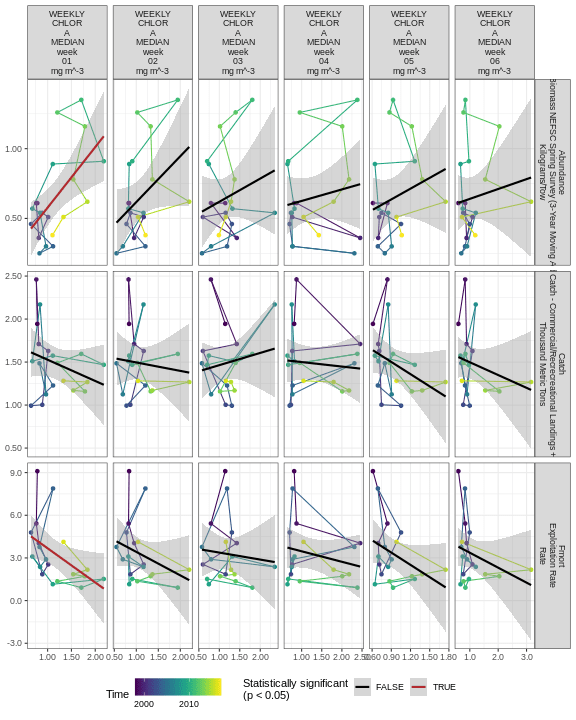 WEEKLY CHLOR A MEDIAN week 01 mg m^-3
WEEKLY CHLOR A MEDIAN week 02 mg m^-3
WEEKLY CHLOR A MEDIAN week 03 mg m^-3
WEEKLY CHLOR A MEDIAN week 04 mg m^-3
WEEKLY CHLOR A MEDIAN week 05 mg m^-3
WEEKLY CHLOR A MEDIAN week 06 mg m^-3
1.00
0.50
Abundance
Biomass NEFSC Spring Survey (3-Year Moving A
Kilograms/Tow
2.50
2.00
1.50
1.00
0.50
Catch
Catch - Commercial/Recreational Landings +
Thousand Metric Tons
9.0
6.0
3.0
0.0
-3.0
Fmort
Exploitation Rate
Rate
1.00 1.50 2.00
0.50 1.00 1.50 2.00
0.50 1.00 1.50 2.00
1.00 1.50 2.00 2.50
0.60 0.90 1.20 1.50 1.80
1.0 2.0 3.0
Time
2000 2010
Statistically significant
(p < 0.05)
FALSE TRUE